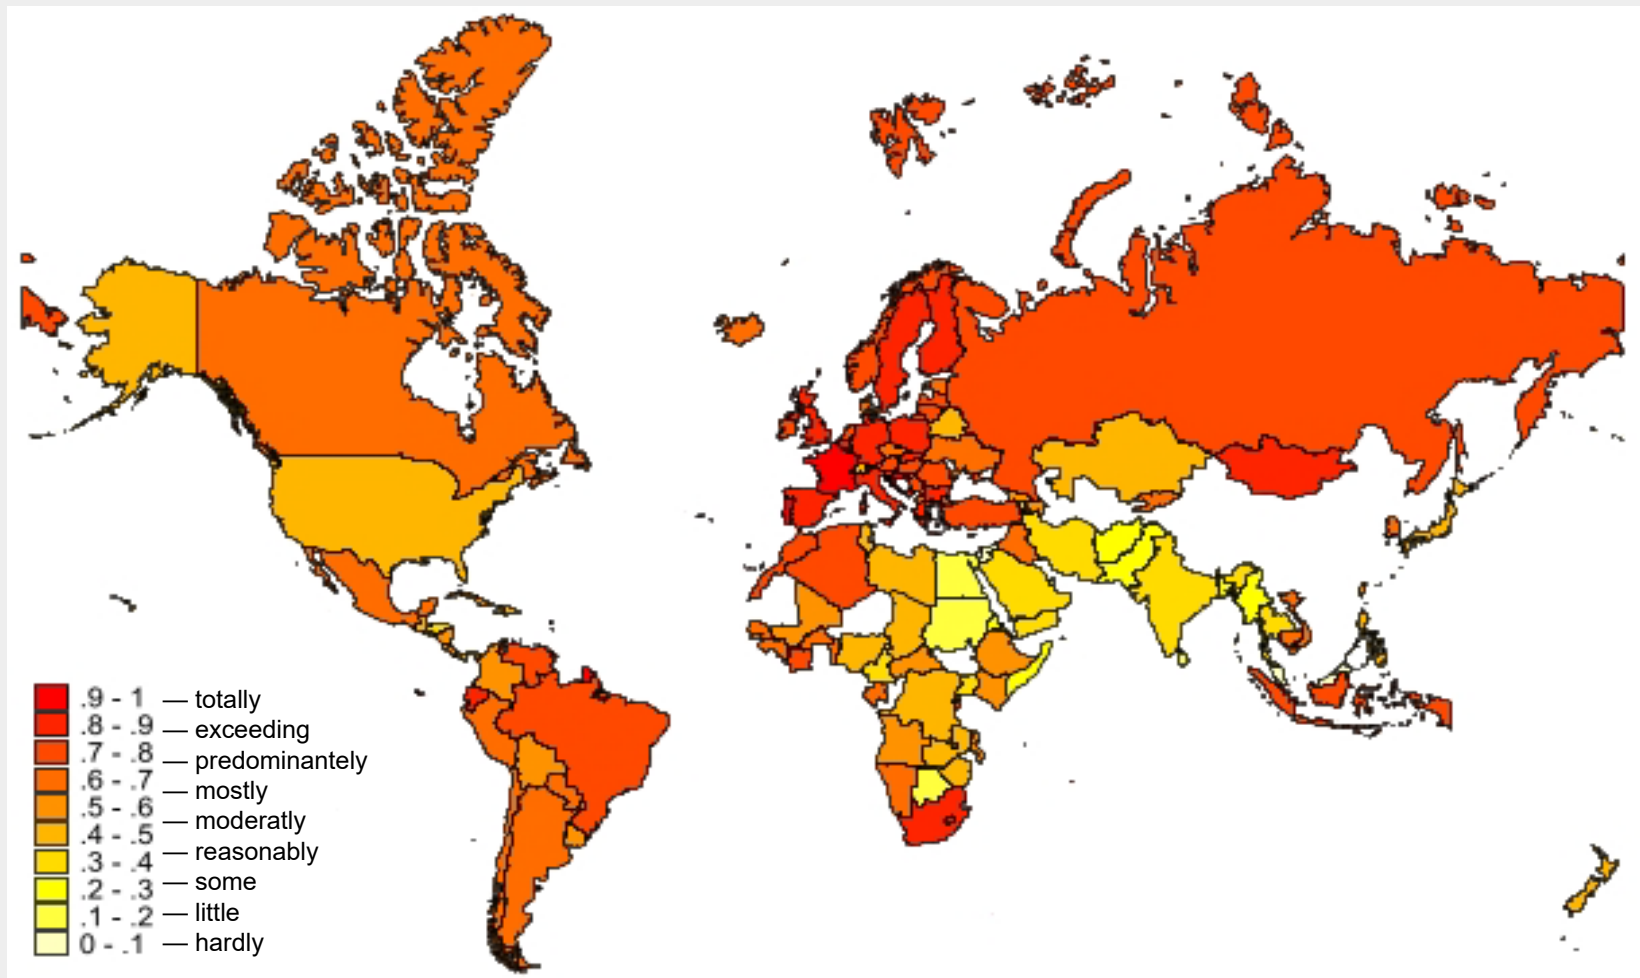 .9 - 1 — totally
.8 - .9 — exceeding
.7 - .8 — predominantely
.6 - .7 — mostly
.5 - .6 — moderatly
.4 - .5 — reasonably
.3 - .4 — some
.2 - .3 — little
.1 - .2 — hardly
0 - .1